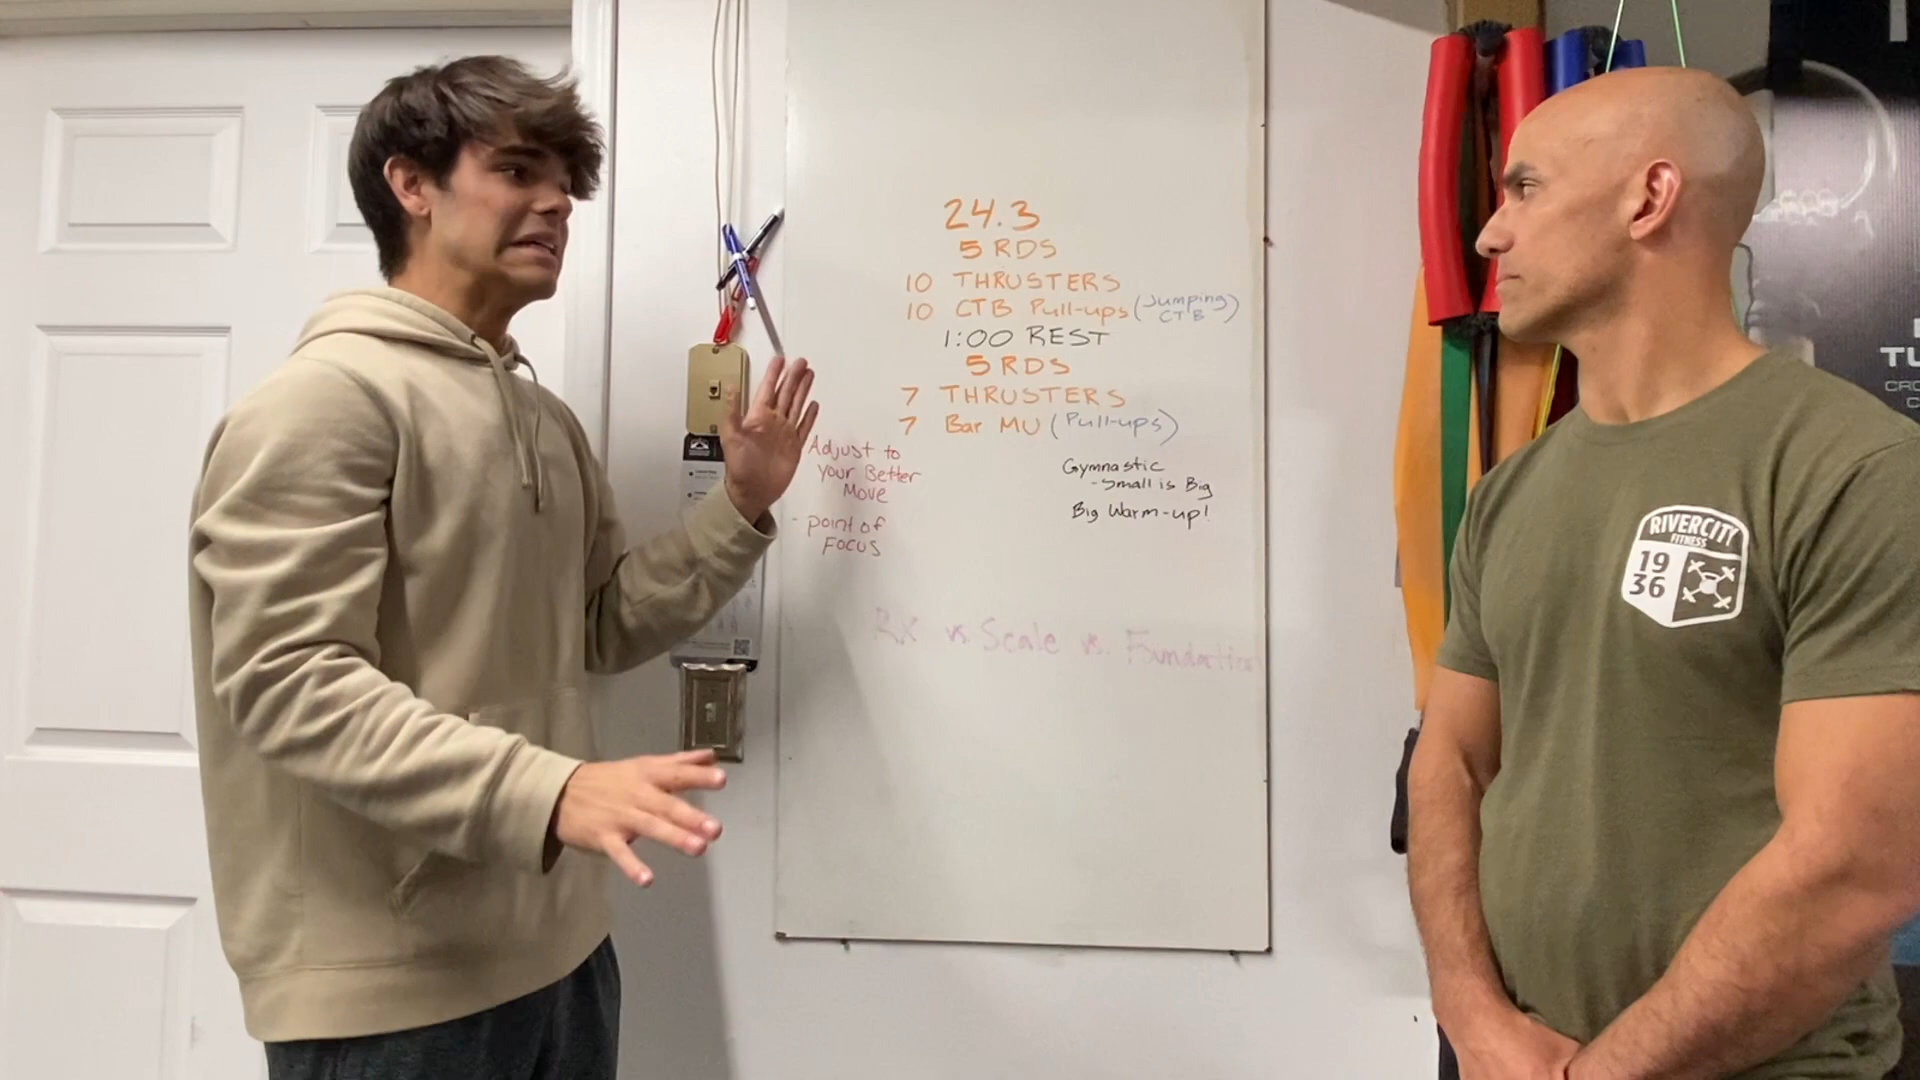 24.3
5 RDS
10 THRUSTERS
10 CTB Pull-ups (Jumping CTB)
1:00 REST
5 RDS
7 THRUSTERS
7 Bar MU (Pull-ups)
Adjust to
your Better
Move
- point of
FOCUS
Gymnastic
- Small is Big
Big Warm-up!
RX vs Scale vs. Foundation
RIVERCITY
FITNESS
19
36
TU